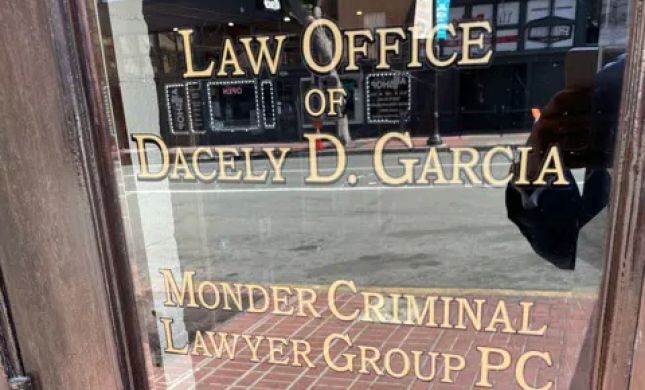 Law Office
of
Dacely D. Garcia
Monder Criminal
Lawyer Group PC